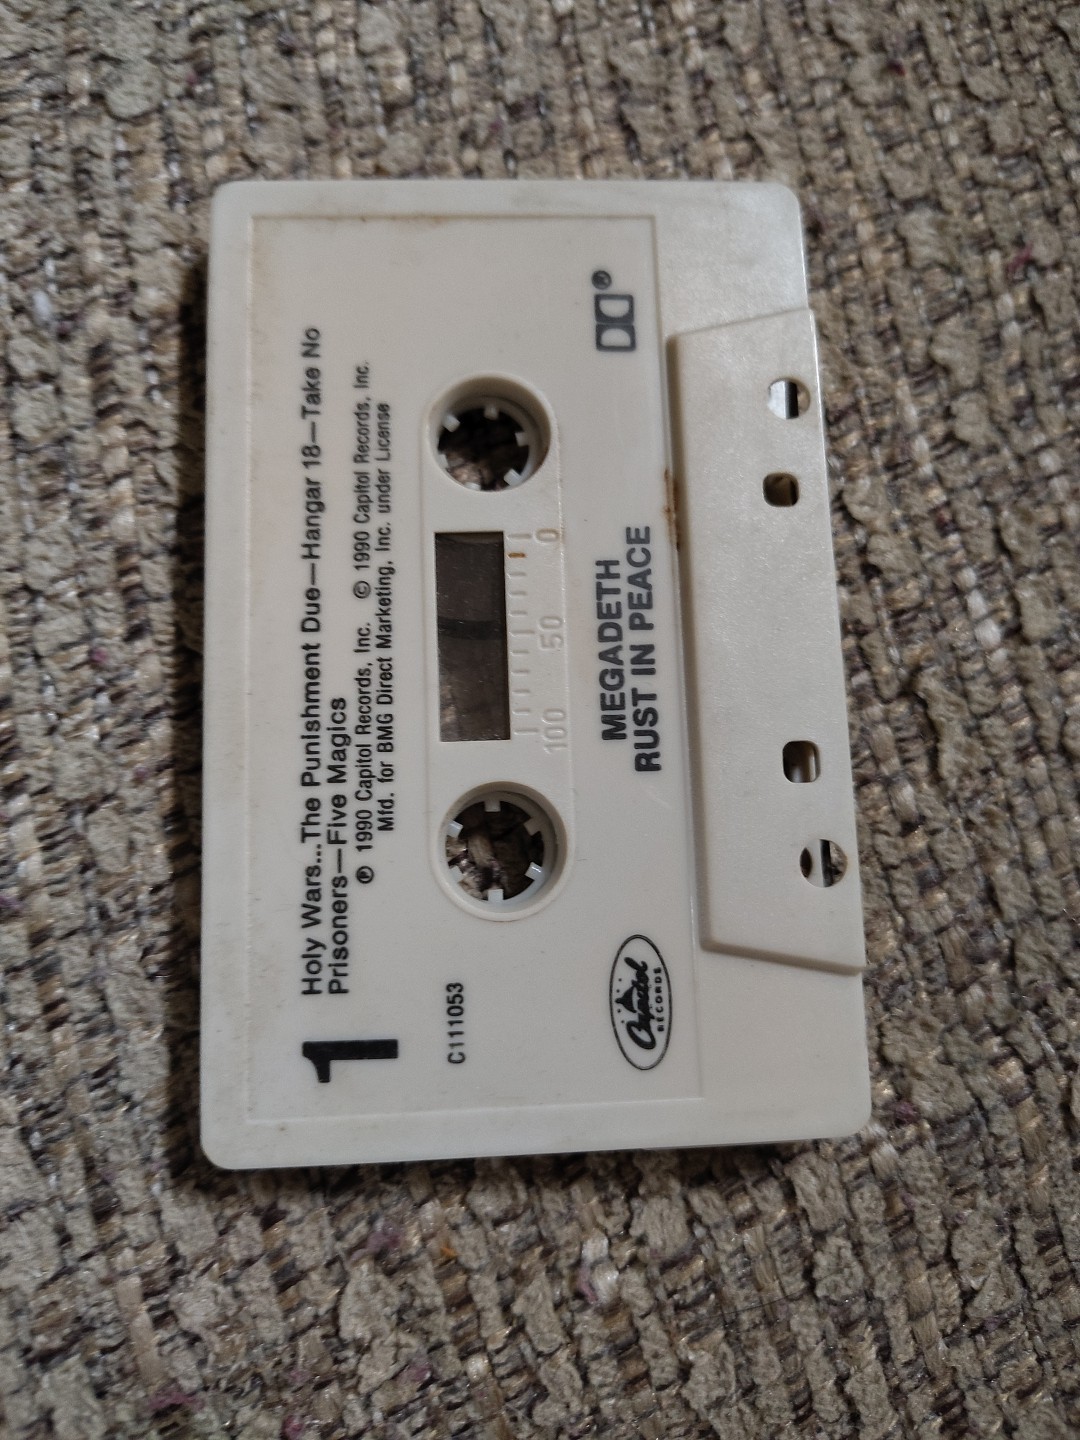 1
Holy Wars...The Punishment Due—Hangar 18—Take No
Prisoners—Five Magics
℗ 1990 Capitol Records, Inc. © 1990 Capitol Records, Inc.
Mfd. for BMG Direct Marketing, Inc. under License
C111053
100 50 0
Capitol
RECORDS
MEGADETH
RUST IN PEACE
®